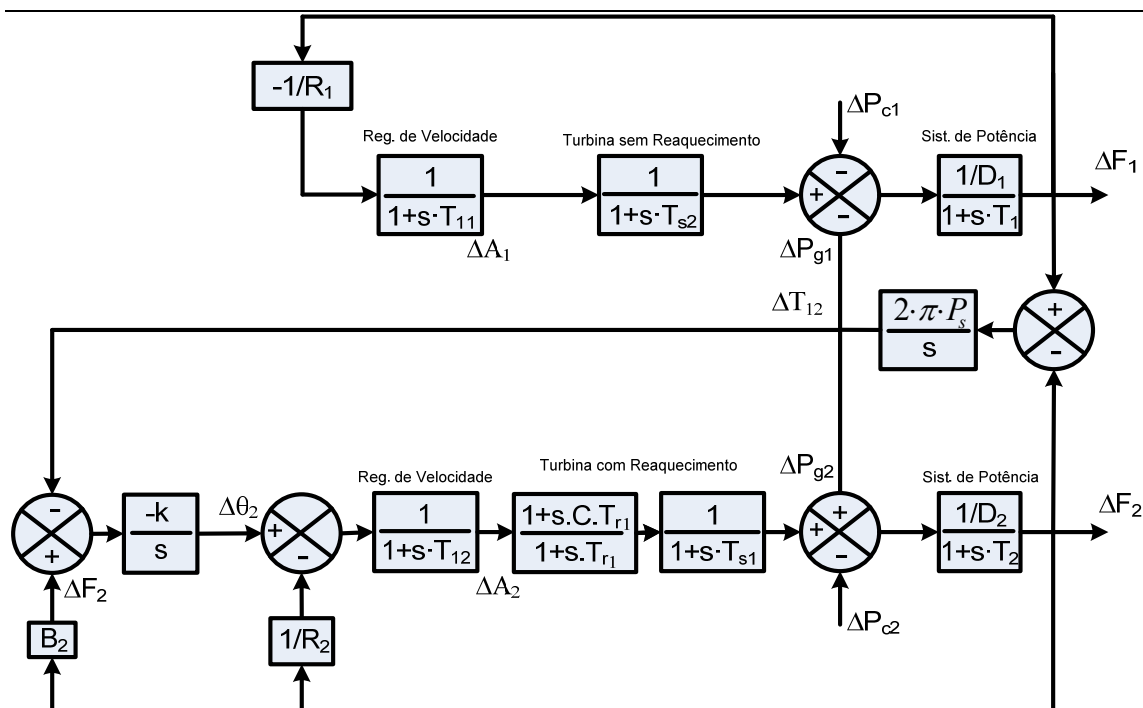 -1/R₁
ΔP_c1
Reg. de Velocidade
Turbina sem Reaquecimento
Sist. de Potência
1
1+s·T₁₁
1
1+s·T_s2
-
+
-
1/D₁
1+s·T₁
ΔF₁
ΔA₁
ΔP_g1
ΔT₁₂
2·π·P_s
s
+
-
ΔP_g2
Reg. de Velocidade
Turbina com Reaquecimento
Sist. de Potência
-
+
-k
s
Δθ₂
+
-
1
1+s·T₁₂
1+s.C.T_r1
1+s.T_r1
1
1+s·T_s1
+
+
-
1/D₂
1+s·T₂
ΔF₂
ΔF₂
ΔA₂
B₂
1/R₂
ΔP_c2